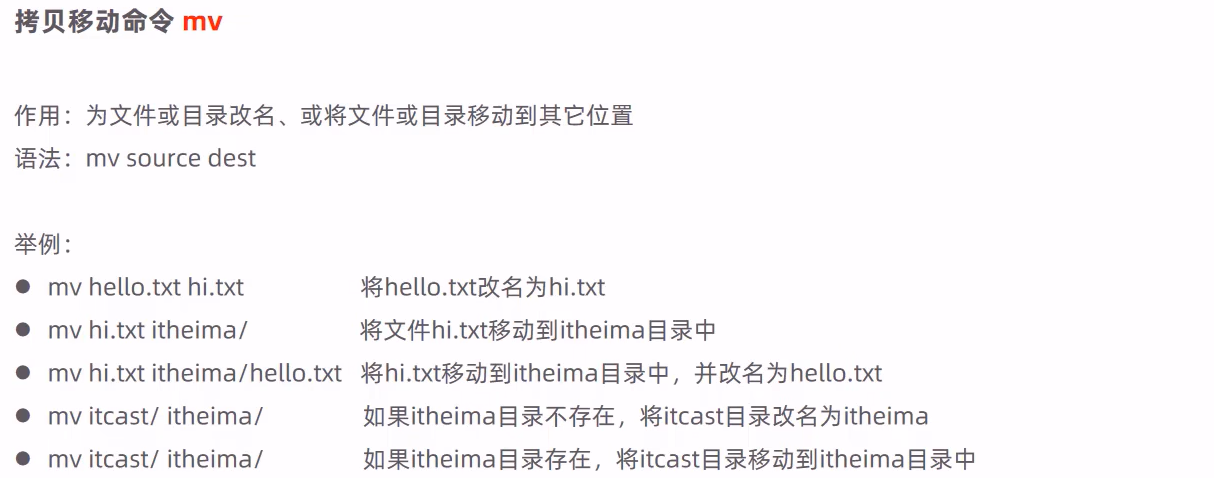 拷贝移动命令 mv
作用：为文件或目录改名、或将文件或目录移动到其它位置
语法：mv source dest
举例：
● mv hello.txt hi.txt 将hello.txt改名为hi.txt
● mv hi.txt itheima/ 将文件hi.txt移动到itheima目录中
● mv hi.txt itheima/hello.txt 将hi.txt移动到itheima目录中，并改名为hello.txt
● mv itcast/ itheima/ 如果itheima目录不存在，将itcast目录改名为itheima
● mv itcast/ itheima/ 如果itheima目录存在，将itcast目录移动到itheima目录中